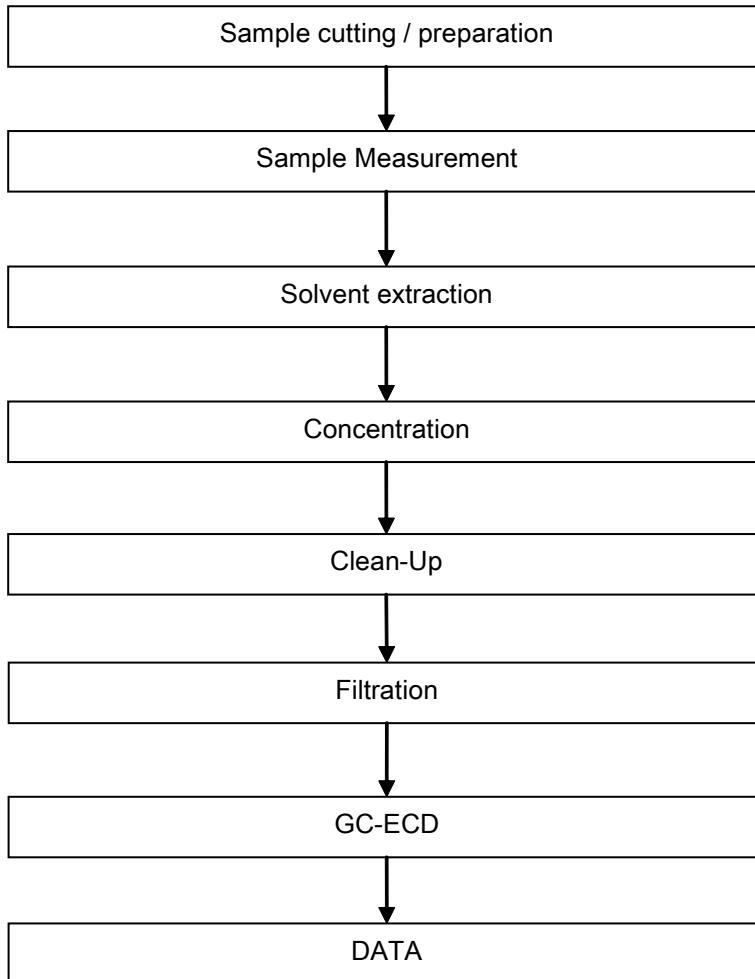 Sample cutting / preparation
Sample Measurement
Solvent extraction
Concentration
Clean-Up
Filtration
GC-ECD
DATA